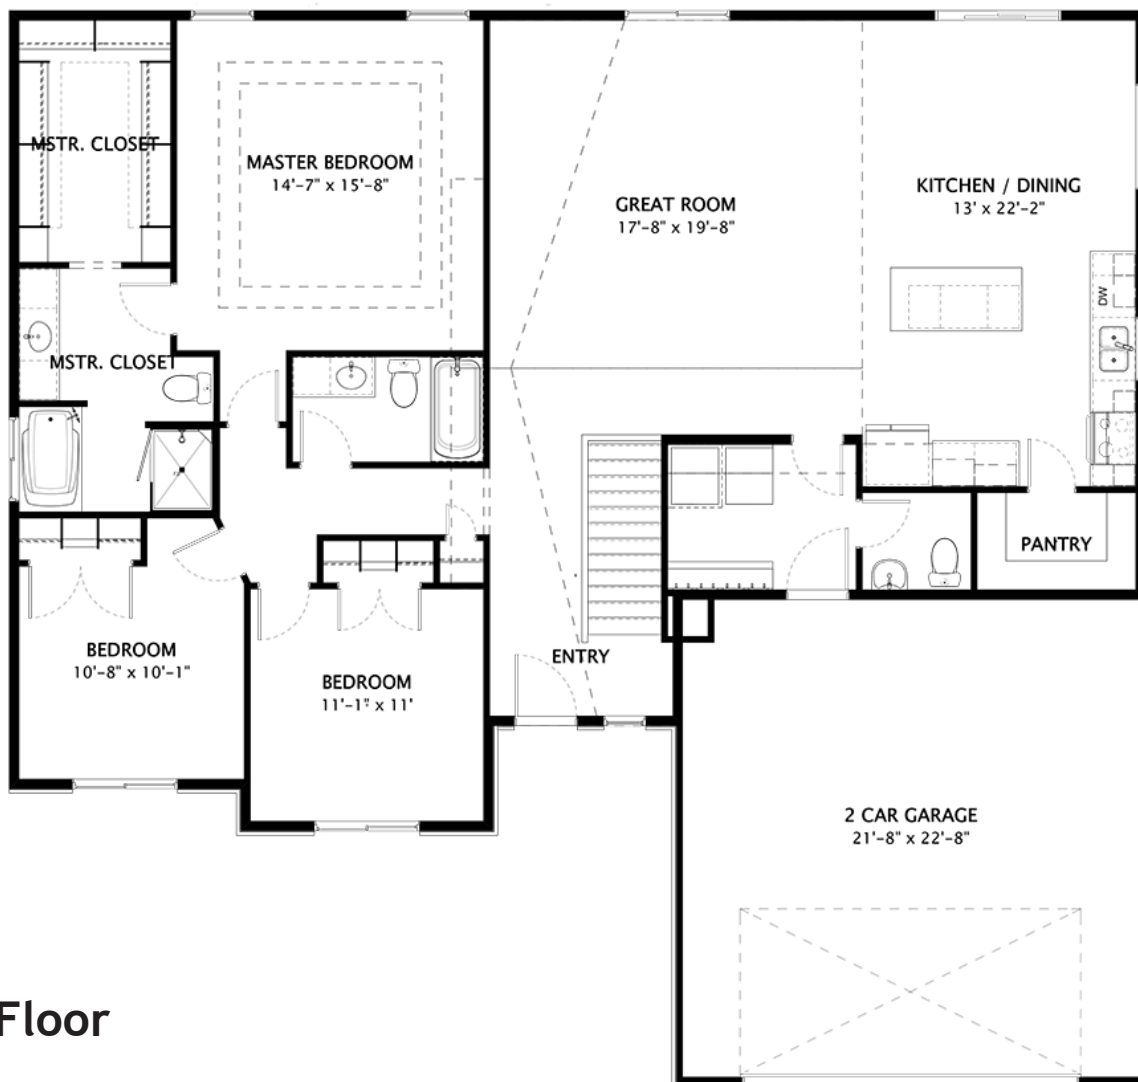 MSTR. CLOSET
MASTER BEDROOM
14'-7" x 15'-8"
GREAT ROOM
17'-8" x 19'-8"
KITCHEN / DINING
13' x 22'-2"
DW
MSTR. CLOSET
PANTRY
BEDROOM
10'-8" x 10'-1"
ENTRY
BEDROOM
11'-1" x 11'
2 CAR GARAGE
21'-8" x 22'-8"
Floor